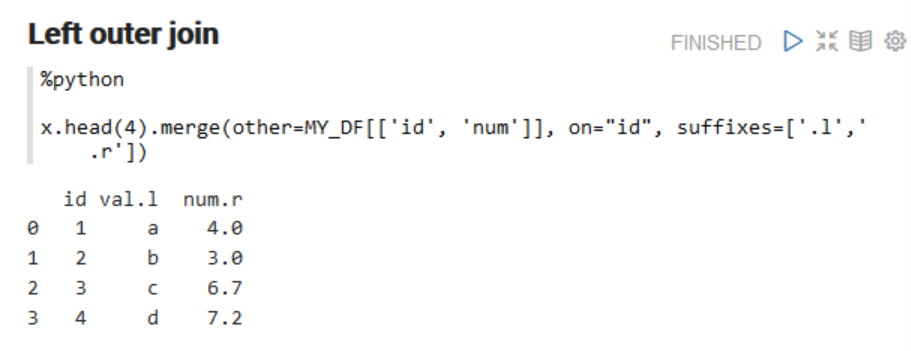 Left outer join
FINISHED
%python
x.head(4).merge(other=MY_DF[['id', 'num']], on="id", suffixes=['.l','
.r'])
id val.l num.r
0 1 a 4.0
1 2 b 3.0
2 3 c 6.7
3 4 d 7.2